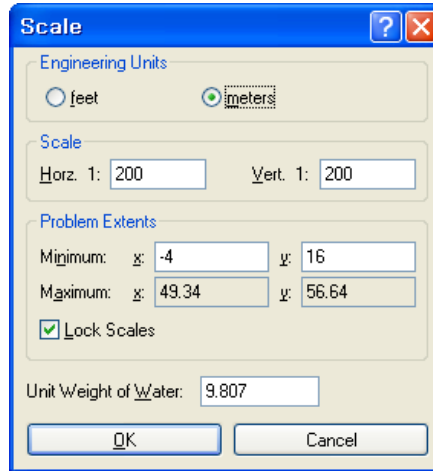 Scale
Engineering Units
feet meters
Scale
Horz. 1: 200 Vert. 1: 200
Problem Extents
Minimum: x: -4 y: 16
Maximum: x: 49.34 y: 56.64
Lock Scales
Unit Weight of Water: 9.807
OK Cancel